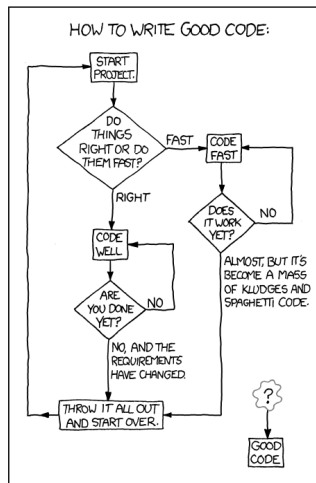 HOW TO WRITE GOOD CODE:
START
PROJECT.
DO
THINGS
RIGHT OR DO
THEM FAST?
FAST
CODE
FAST
RIGHT
DOES
IT WORK
YET?
NO
CODE
WELL
ALMOST, BUT IT'S
BECOME A MASS
OF KLUDGES AND
SPAGHETTI CODE.
ARE
YOU DONE
YET?
NO
NO, AND THE
REQUIREMENTS
HAVE CHANGED.
THROW IT ALL OUT
AND START OVER.
?
GOOD
CODE